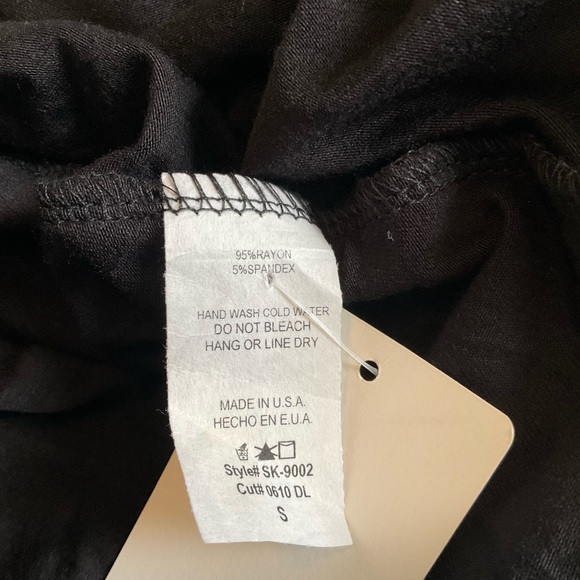 95%RAYON
5%SPANDEX
HAND WASH COLD WATER
DO NOT BLEACH
HANG OR LINE DRY
MADE IN U.S.A.
HECHO EN E.U.A.
Style# SK-9002
Cut# 0610 DL
S